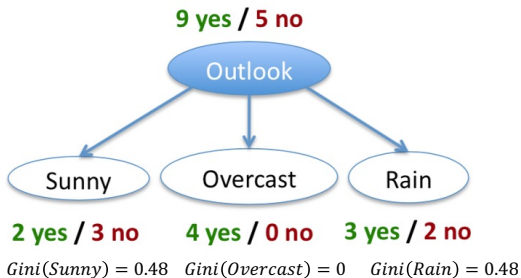 9 yes / 5 no
Outlook
Sunny Overcast Rain
2 yes / 3 no 4 yes / 0 no 3 yes / 2 no
Gini(Sunny) = 0.48 Gini(Overcast) = 0 Gini(Rain) = 0.48